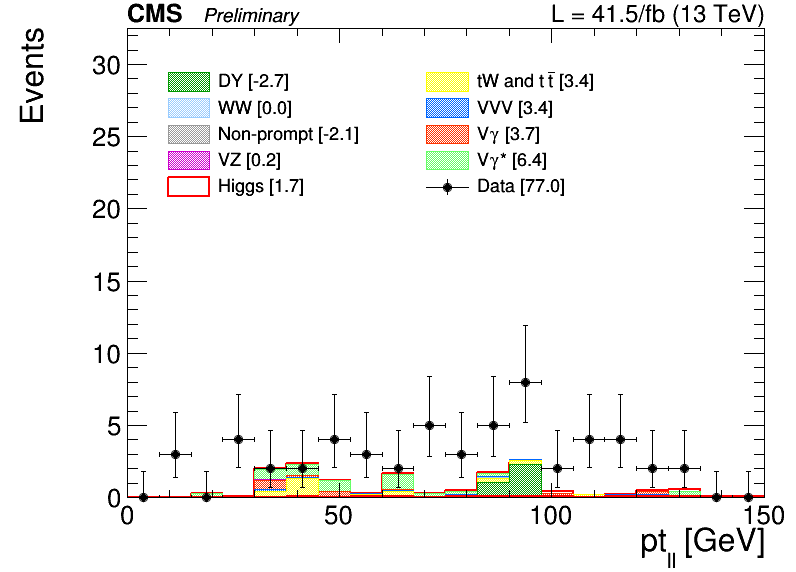 CMS Preliminary L = 41.5/fb (13 TeV)
Events
30
25
20
15
10
5
0
DY [-2.7]
WW [0.0]
Non-prompt [-2.1]
VZ [0.2]
Higgs [1.7]
tW and tt̅ [3.4]
VVV [3.4]
Vγ [3.7]
Vγ* [6.4]
Data [77.0]
0 50 100 150
pt_ll [GeV]